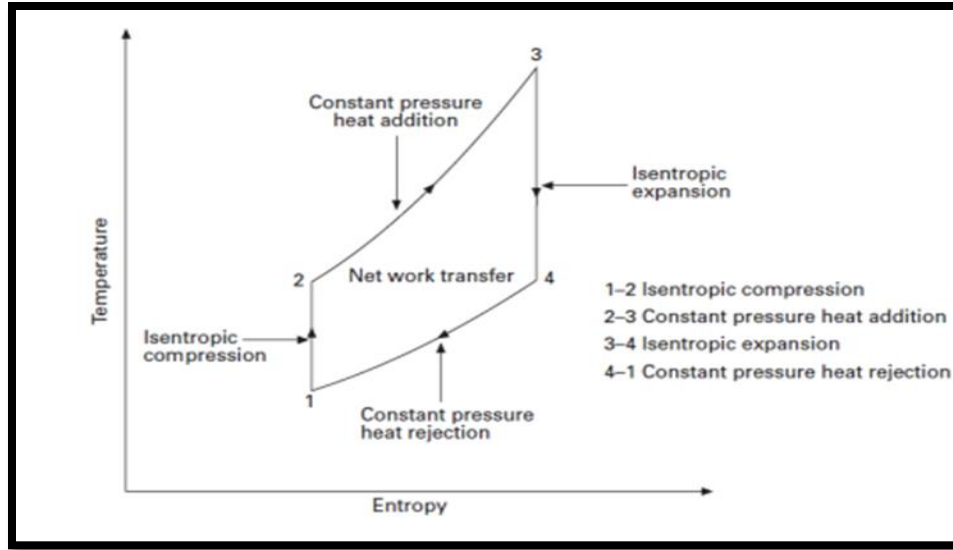 3
Constant pressure
heat addition
Isentropic
expansion
Temperature
2
Net work transfer
4
1–2 Isentropic compression
2–3 Constant pressure heat addition
3–4 Isentropic expansion
4–1 Constant pressure heat rejection
Isentropic
compression
1
Constant pressure
heat rejection
Entropy